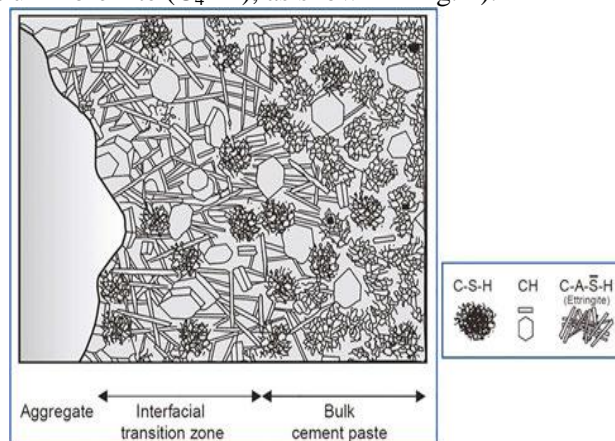 C-S-H CH C-A-S̅-H
(Ettringite)
Aggregate Interfacial transition zone Bulk cement paste